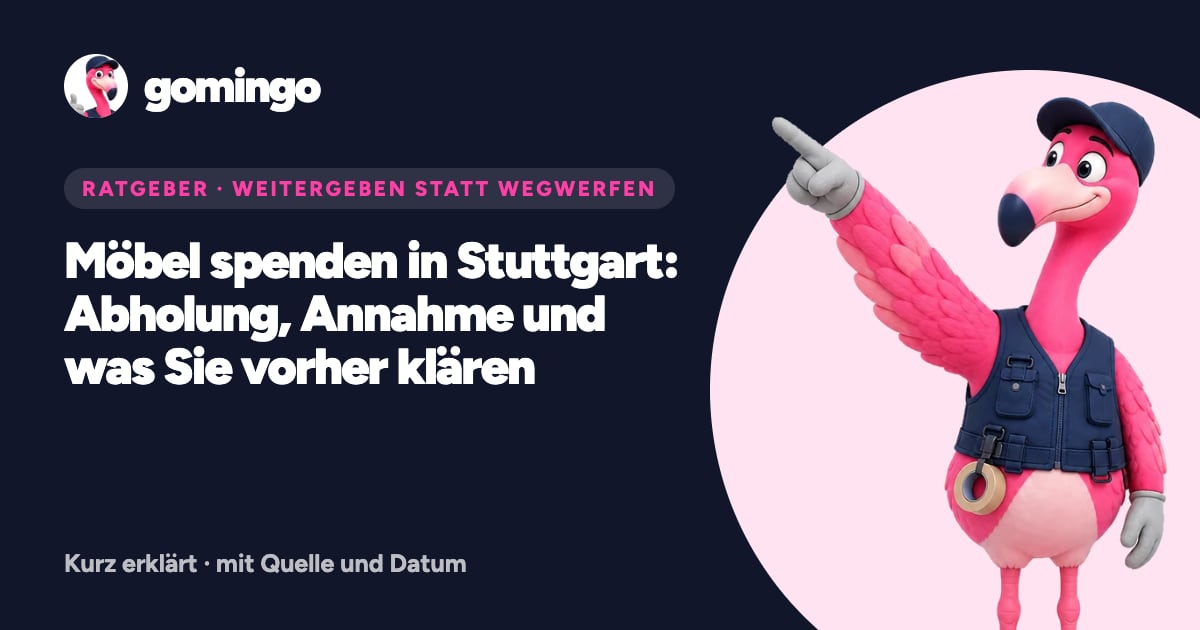 gomingo
RATGEBER · WEITERGEBEN STATT WEGWERFEN
Möbel spenden in Stuttgart:
Abholung, Annahme und
was Sie vorher klären
Kurz erklärt · mit Quelle und Datum